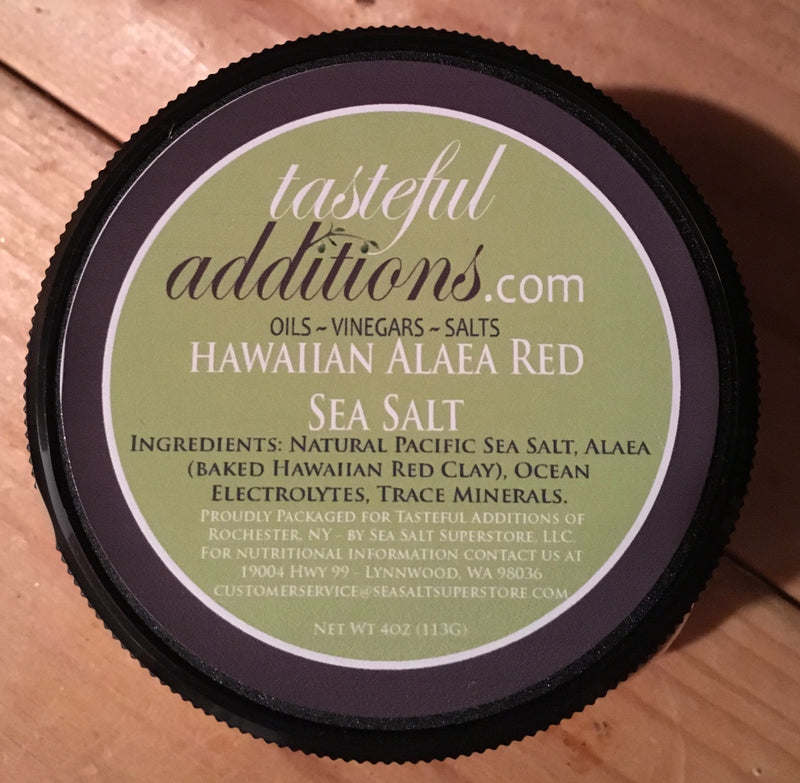 tasteful
additions.com
OILS ~ VINEGARS ~ SALTS
HAWAIIAN ALAEA RED
SEA SALT
INGREDIENTS: NATURAL PACIFIC SEA SALT, ALAEA
(BAKED HAWAIIAN RED CLAY), OCEAN
ELECTROLYTES, TRACE MINERALS.
PROUDLY PACKAGED FOR TASTEFUL ADDITIONS OF
ROCHESTER, NY - BY SEA SALT SUPERSTORE, LLC.
FOR NUTRITIONAL INFORMATION CONTACT US AT
19004 HWY 99 - LYNNWOOD, WA 98036
CUSTOMERSERVICE@SEASALTSUPERSTORE.COM
NET WT 4OZ (113G)